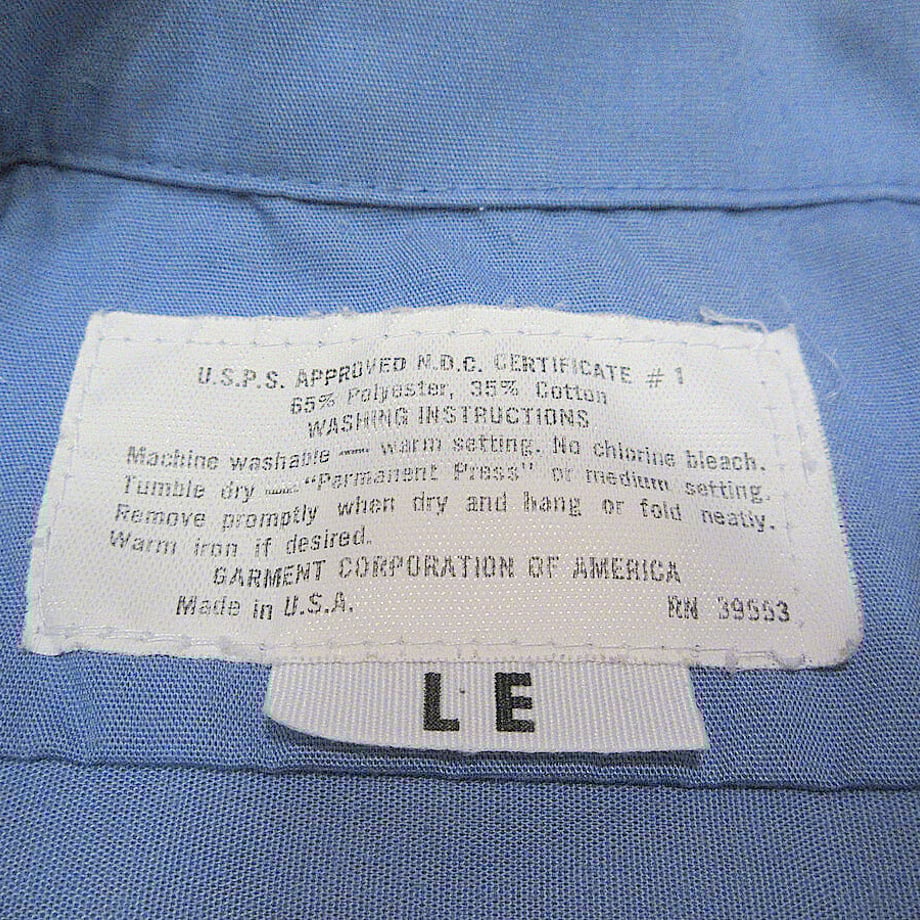 U.S.P.S. APPROVED N.D.C. CERTIFICATE # 1
65% Polyester, 35% Cotton
WASHING INSTRUCTIONS
Machine washable — warm setting. No chlorine bleach.
Tumble dry — "Permanent Press" or medium setting.
Remove promptly when dry and hang or fold neatly.
Warm iron if desired.
GARMENT CORPORATION OF AMERICA
Made in U.S.A. RN 39553
L E